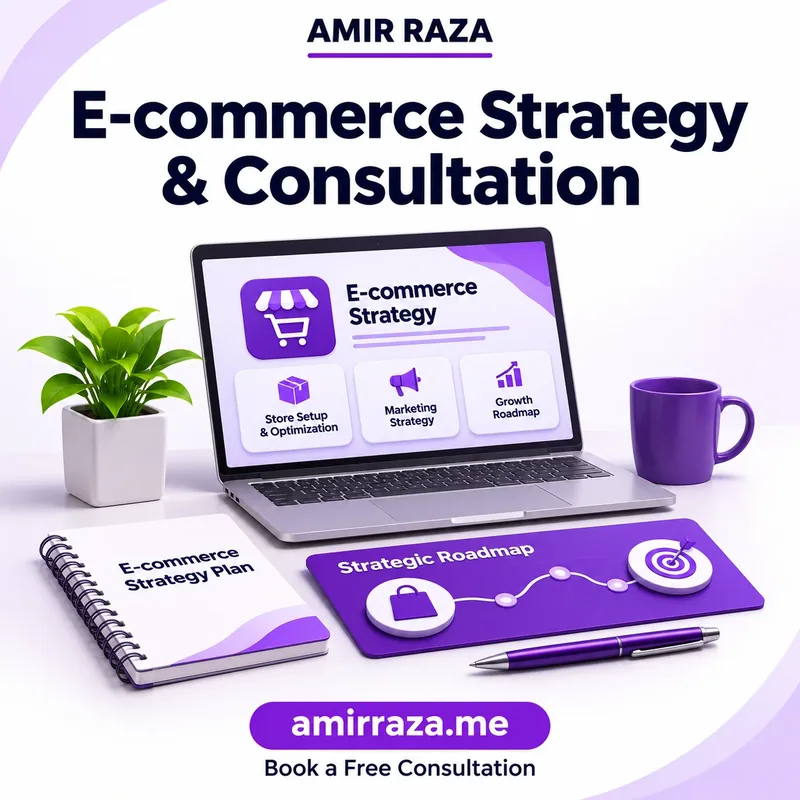 AMIR RAZA
E-commerce Strategy
& Consultation
E-commerce
Strategy
Store Setup
& Optimization
Marketing
Strategy
Growth
Roadmap
E-commerce
Strategy Plan
Strategic Roadmap
amirraza.me
Book a Free Consultation